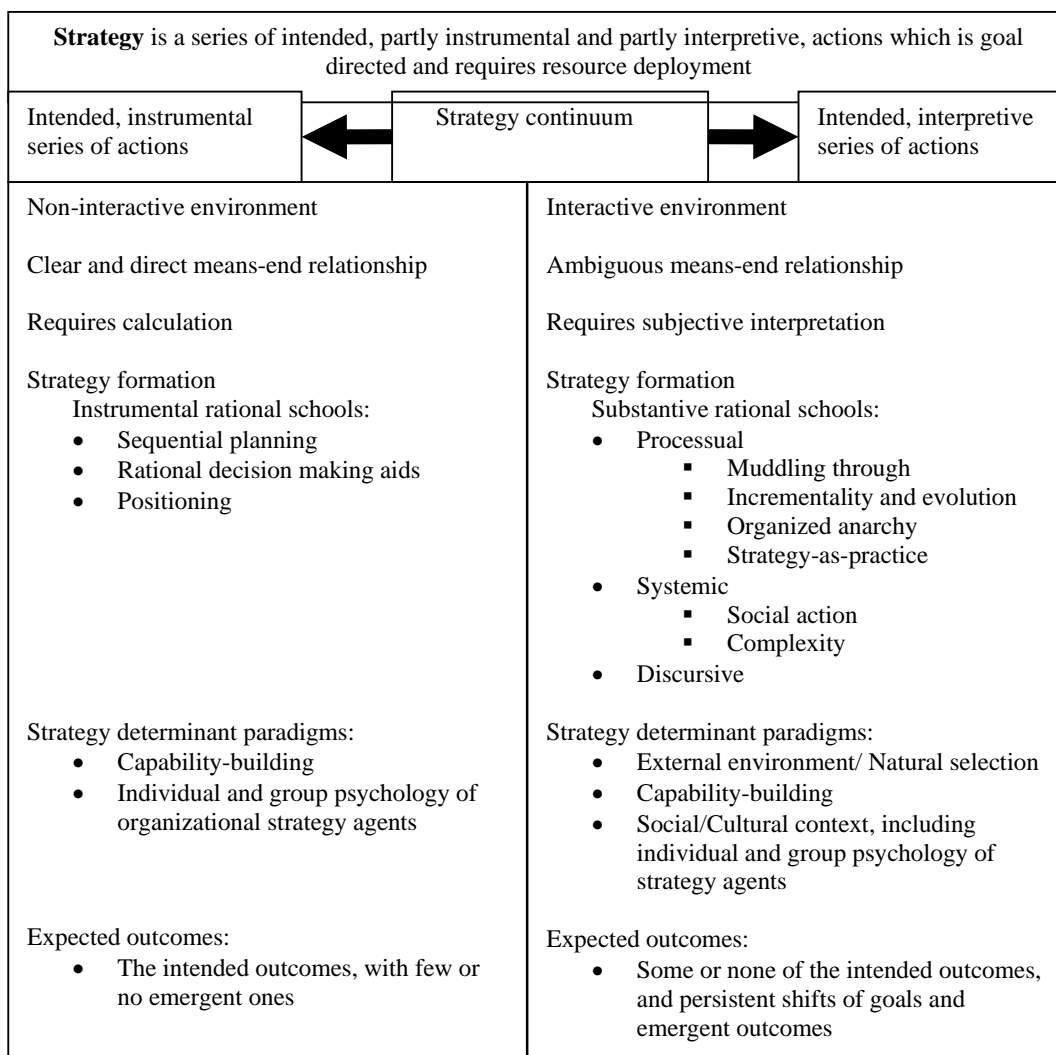 Strategy is a series of intended, partly instrumental and partly interpretive, actions which is goal
directed and requires resource deployment
Intended, instrumental
series of actions
Strategy continuum
Intended, interpretive
series of actions
Non-interactive environment
Clear and direct means-end relationship
Requires calculation
Strategy formation
Instrumental rational schools:
• Sequential planning
• Rational decision making aids
• Positioning
Strategy determinant paradigms:
• Capability-building
• Individual and group psychology of
organizational strategy agents
Expected outcomes:
• The intended outcomes, with few or
no emergent ones
Interactive environment
Ambiguous means-end relationship
Requires subjective interpretation
Strategy formation
Substantive rational schools:
• Processual
▪ Muddling through
▪ Incrementality and evolution
▪ Organized anarchy
▪ Strategy-as-practice
• Systemic
▪ Social action
▪ Complexity
• Discursive
Strategy determinant paradigms:
• External environment/ Natural selection
• Capability-building
• Social/Cultural context, including
individual and group psychology of
strategy agents
Expected outcomes:
• Some or none of the intended outcomes,
and persistent shifts of goals and
emergent outcomes